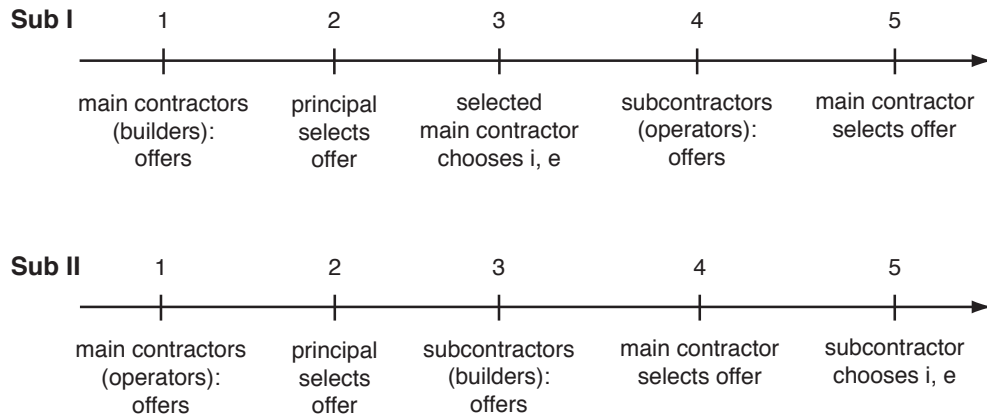 Sub I 1 2 3 4 5
main contractors principal selected subcontractors main contractor
(builders): selects main contractor (operators): selects offer
offers offer chooses i, e offers
Sub II 1 2 3 4 5
main contractors principal subcontractors main contractor subcontractor
(operators): selects (builders): selects offer chooses i, e
offers offer offers